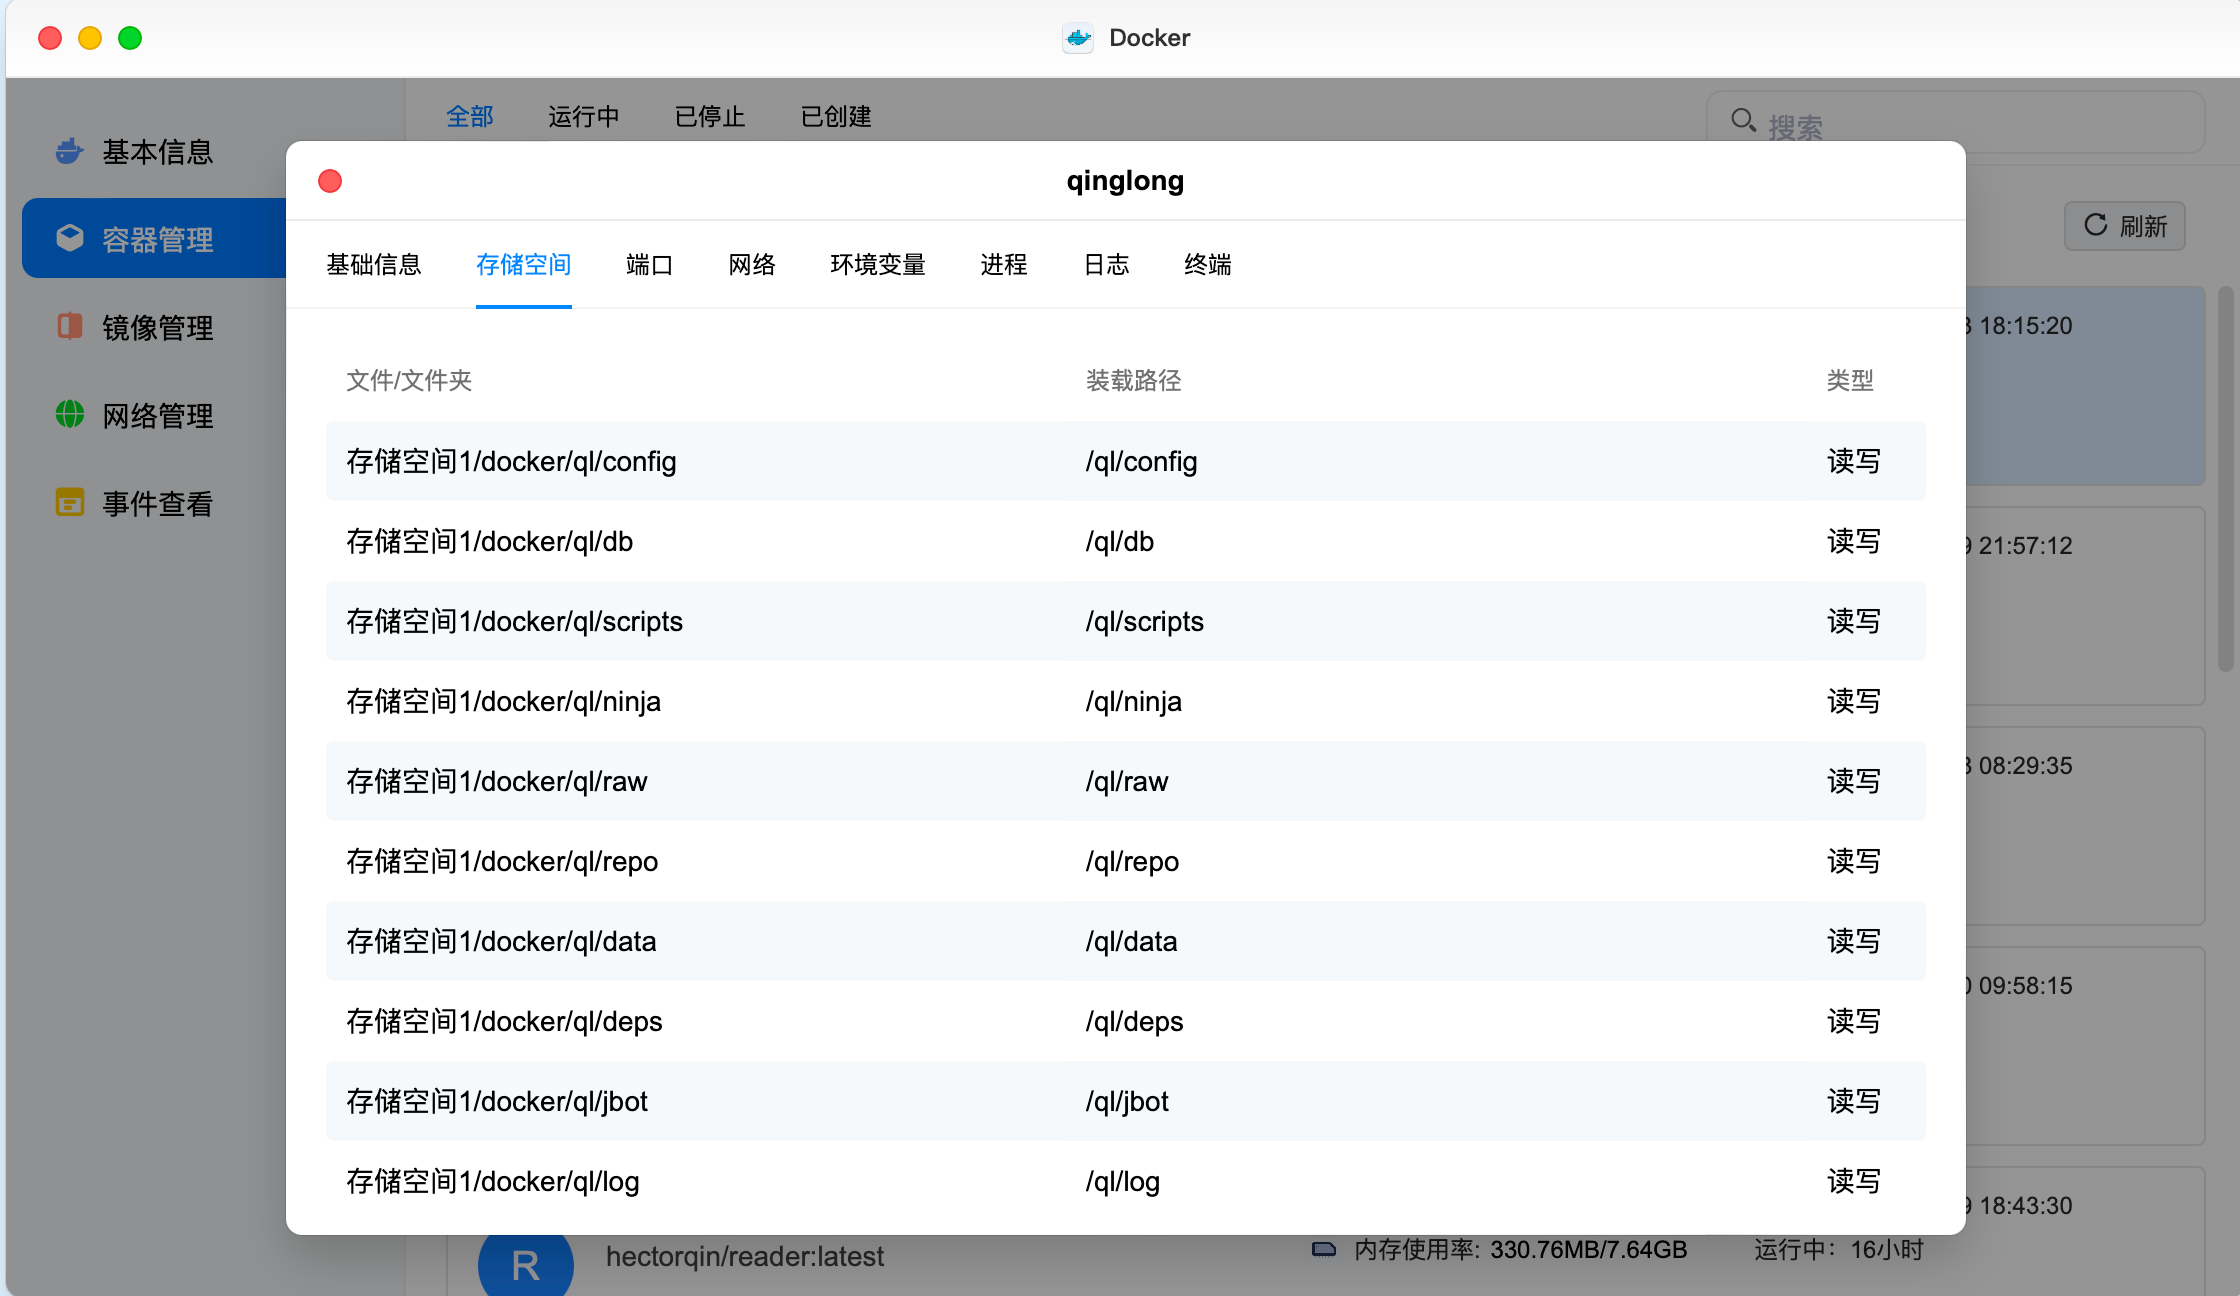 Docker
全部 运行中 已停止 已创建
搜索
基本信息
容器管理
镜像管理
网络管理
事件查看
刷新
qinglong
基础信息 存储空间 端口 网络 环境变量 进程 日志 终端
文件/文件夹 装载路径 类型
存储空间1/docker/ql/config /ql/config 读写
存储空间1/docker/ql/db /ql/db 读写
存储空间1/docker/ql/scripts /ql/scripts 读写
存储空间1/docker/ql/ninja /ql/ninja 读写
存储空间1/docker/ql/raw /ql/raw 读写
存储空间1/docker/ql/repo /ql/repo 读写
存储空间1/docker/ql/data /ql/data 读写
存储空间1/docker/ql/deps /ql/deps 读写
存储空间1/docker/ql/jbot /ql/jbot 读写
存储空间1/docker/ql/log /ql/log 读写
18:15:20
21:57:12
08:29:35
09:58:15
18:43:30
R hectorqin/reader:latest 内存使用率: 330.76MB/7.64GB 运行中: 16小时